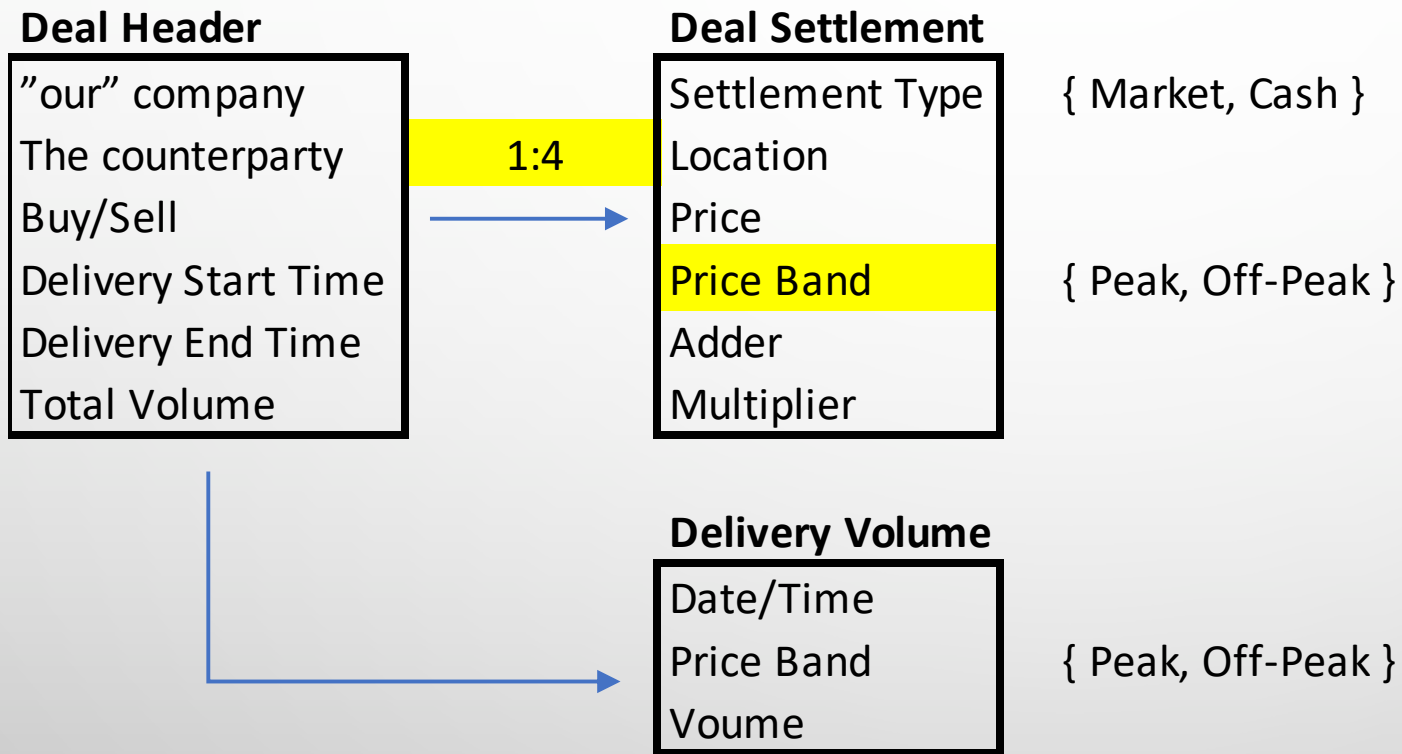 Deal Header
”our” company
The counterparty
Buy/Sell
Delivery Start Time
Delivery End Time
Total Volume
1:4
Deal Settlement
Settlement Type { Market, Cash }
Location
Price
Price Band { Peak, Off-Peak }
Adder
Multiplier
Delivery Volume
Date/Time
Price Band { Peak, Off-Peak }
Voume